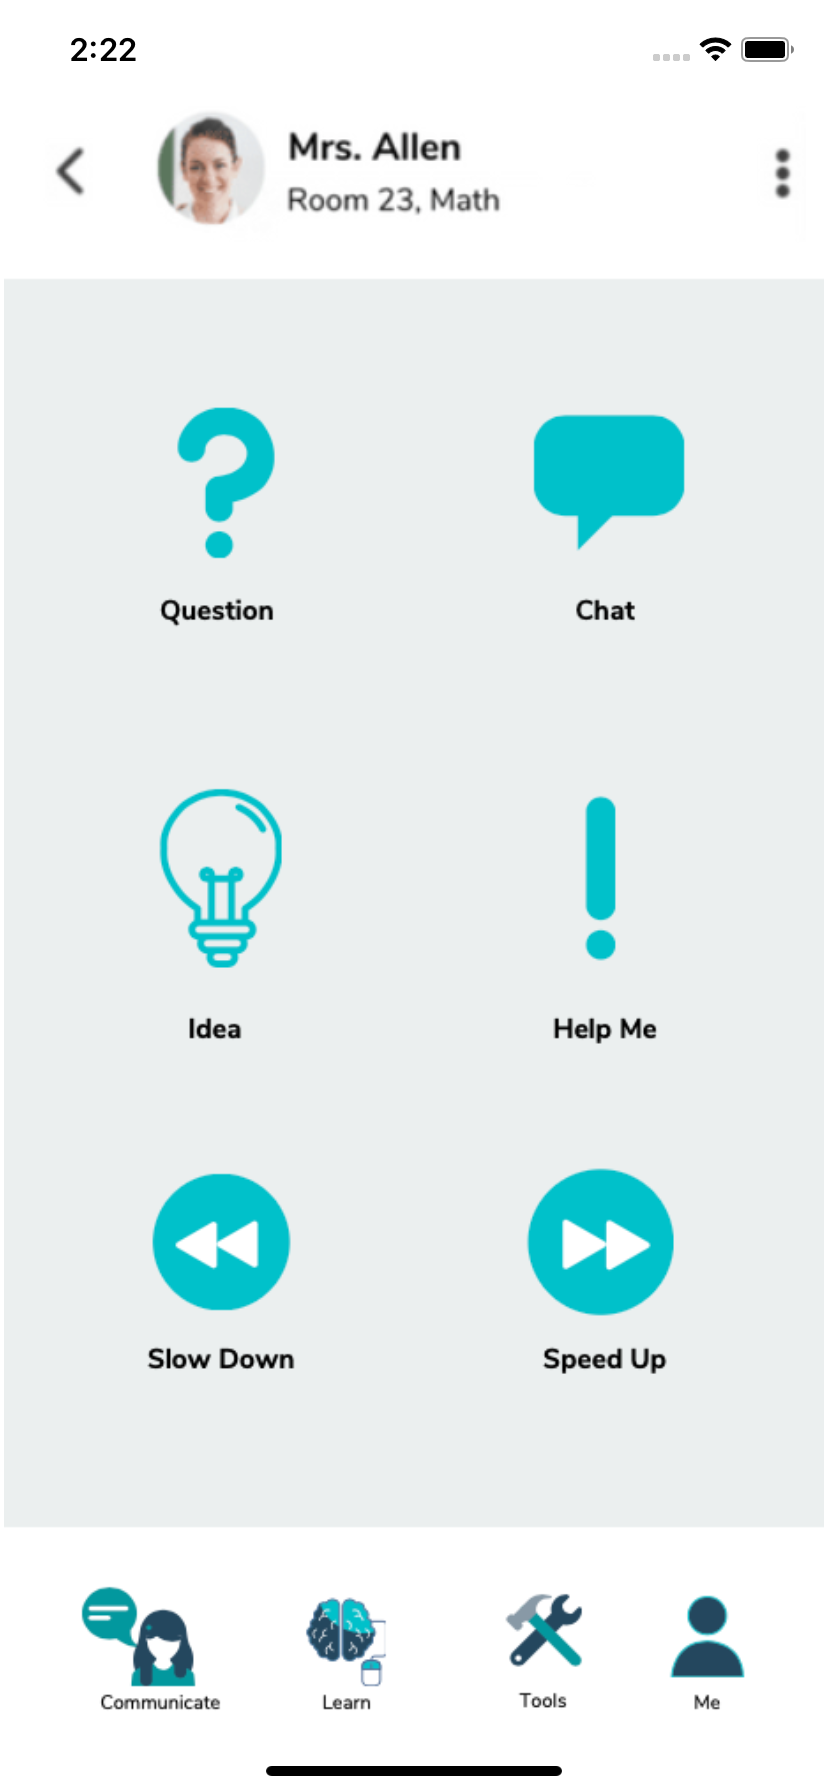 2:22
Mrs. Allen
Room 23, Math
Question
Chat
Idea
Help Me
Slow Down
Speed Up
Communicate
Learn
Tools
Me